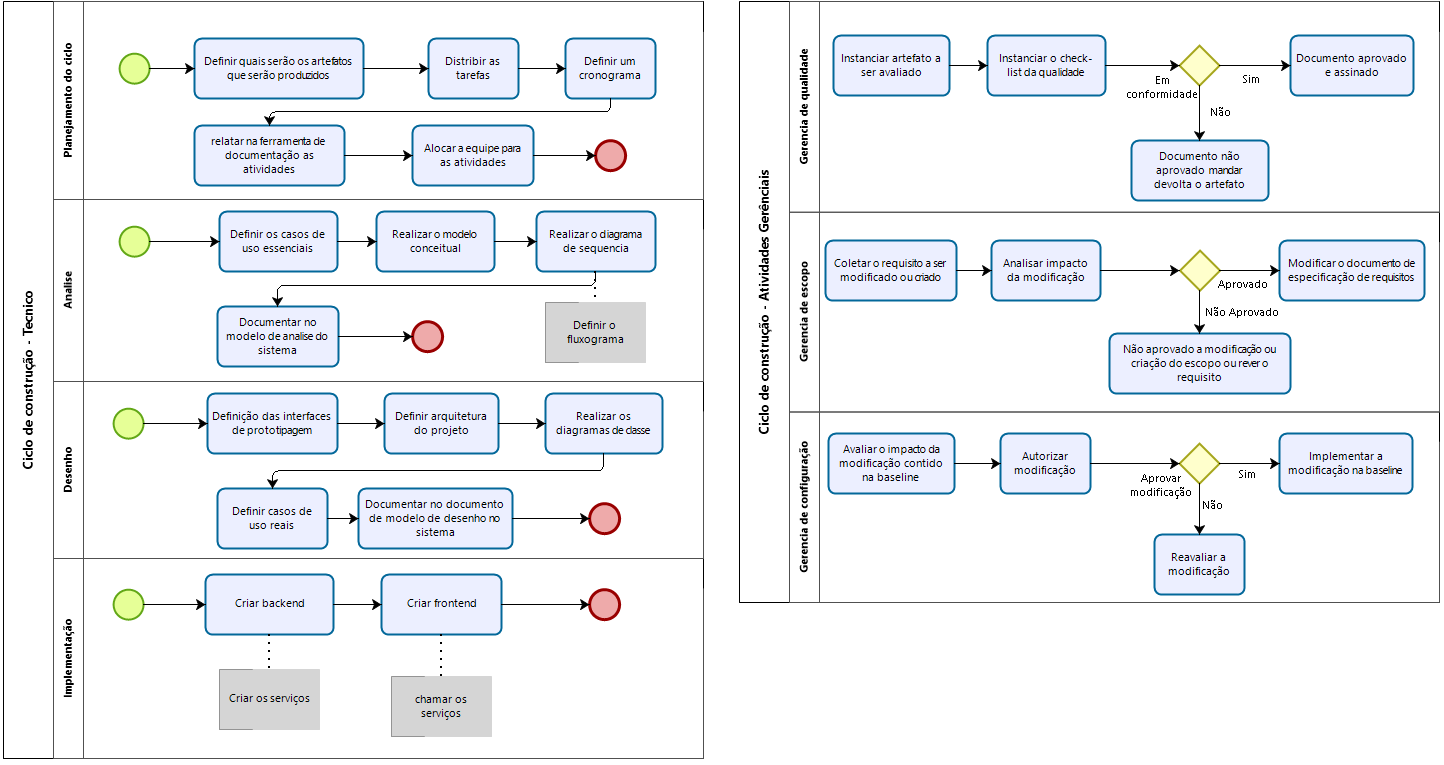 Ciclo de construção - Tecnico
Planejamento do ciclo
Definir quais serão os artefatos
que serão produzidos
Distribir as
tarefas
Definir um
cronograma
relatar na ferramenta de
documentação as
atividades
Alocar a equipe para
as atividades
Analise
Definir os casos de
uso essenciais
Realizar o modelo
conceitual
Realizar o diagrama
de sequencia
Documentar no
modelo de analise do
sistema
Definir o
fluxograma
Desenho
Definição das interfaces
de prototipagem
Definir arquitetura
do projeto
Realizar os
diagramas de classe
Definir casos de
uso reais
Documentar no documento
de modelo de desenho no
sistema
Implementação
Criar backend
Criar frontend
Criar os serviços
chamar os
serviços
Ciclo de construção - Atividades Gerênciais
Gerencia de qualidade
Instanciar artefato a
ser avaliado
Instanciar o check-
list da qualidade
Em
conformidade
Sim
Documento aprovado
e assinado
Não
Documento não
aprovado mandar
devolta o artefato
Gerencia de escopo
Coletar o requisito a ser
modificado ou criado
Analisar impacto
da modificação
Aprovado
Modificar o documento de
especificação de requisitos
Não Aprovado
Não aprovado a modificação ou
criação do escopo ou rever o
requisito
Gerencia de configuração
Avaliar o impacto da
modificação contido
na baseline
Autorizar
modificação
Aprovar
modificação
Sim
Implementar a
modificação na baseline
Não
Reavaliar a
modificação